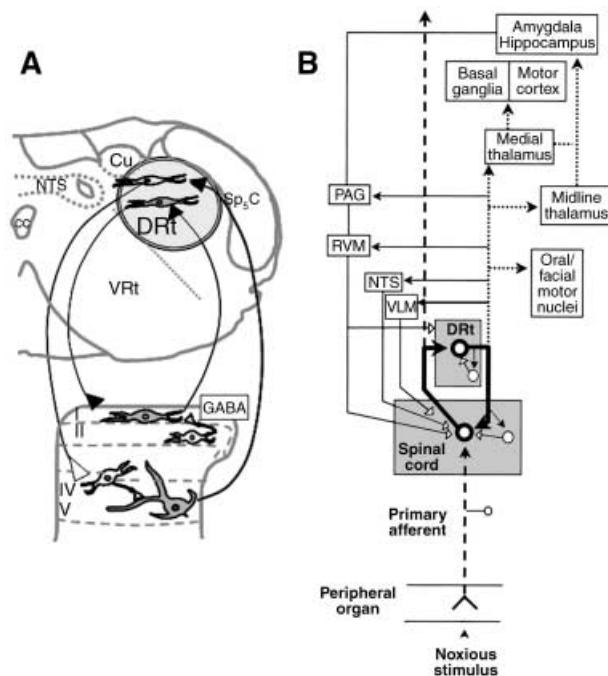 A
Cu
NTS
Sp5C
cc
DRt
VRt
GABA
I
II
IV
V
B
Amygdala
Hippocampus
Basal
ganglia
Motor
cortex
Medial
thalamus
PAG
Midline
thalamus
RVM
Oral/
facial
motor
nuclei
NTS
VLM
DRt
Spinal
cord
Primary
afferent
Peripheral
organ
Noxious
stimulus